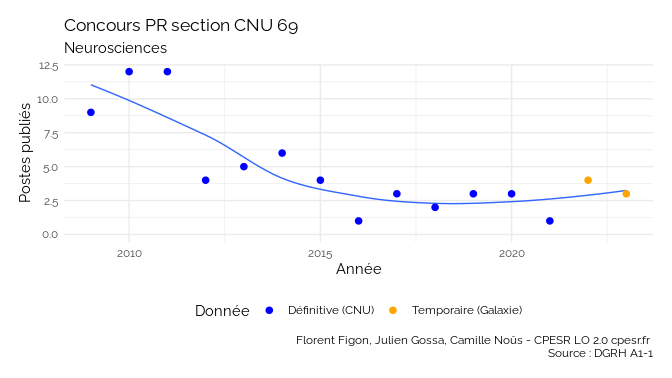 Concours PR section CNU 69
Neurosciences
Postes publiés
12.5
10.0
7.5
5.0
2.5
0.0
2010 2015 2020
Année
Donnée Définitive (CNU) Temporaire (Galaxie)
Florent Figon, Julien Gossa, Camille Noûs - CPESR LO 2.0 cpesr.fr
Source : DGRH A1-1